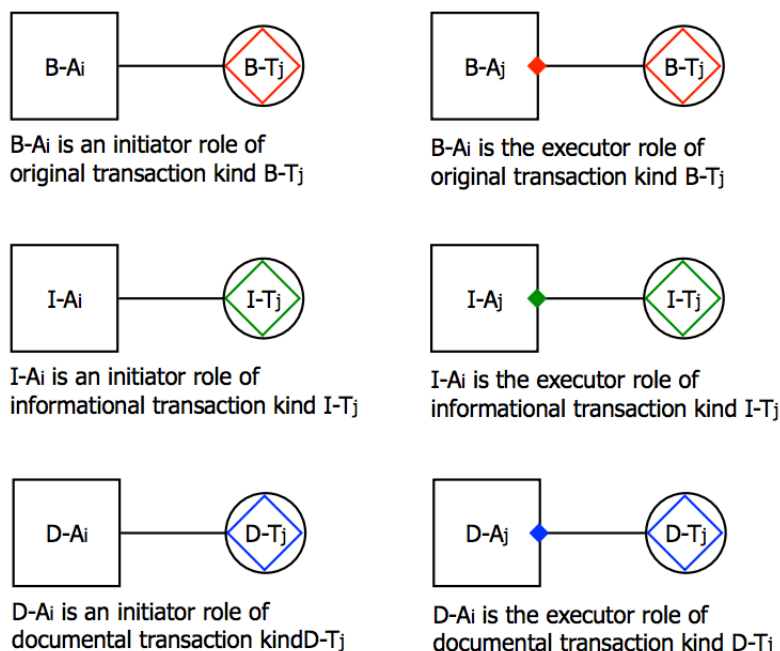 B-Ai
B-Tj
B-Aj
B-Tj
B-Ai is an initiator role of
original transaction kind B-Tj
B-Ai is the executor role of
original transaction kind B-Tj
I-Ai
I-Tj
I-Aj
I-Tj
I-Ai is an initiator role of
informational transaction kind I-Tj
I-Ai is the executor role of
informational transaction kind I-Tj
D-Ai
D-Tj
D-Aj
D-Tj
D-Ai is an initiator role of
documental transaction kindD-Tj
D-Ai is the executor role of
documental transaction kind D-Tj